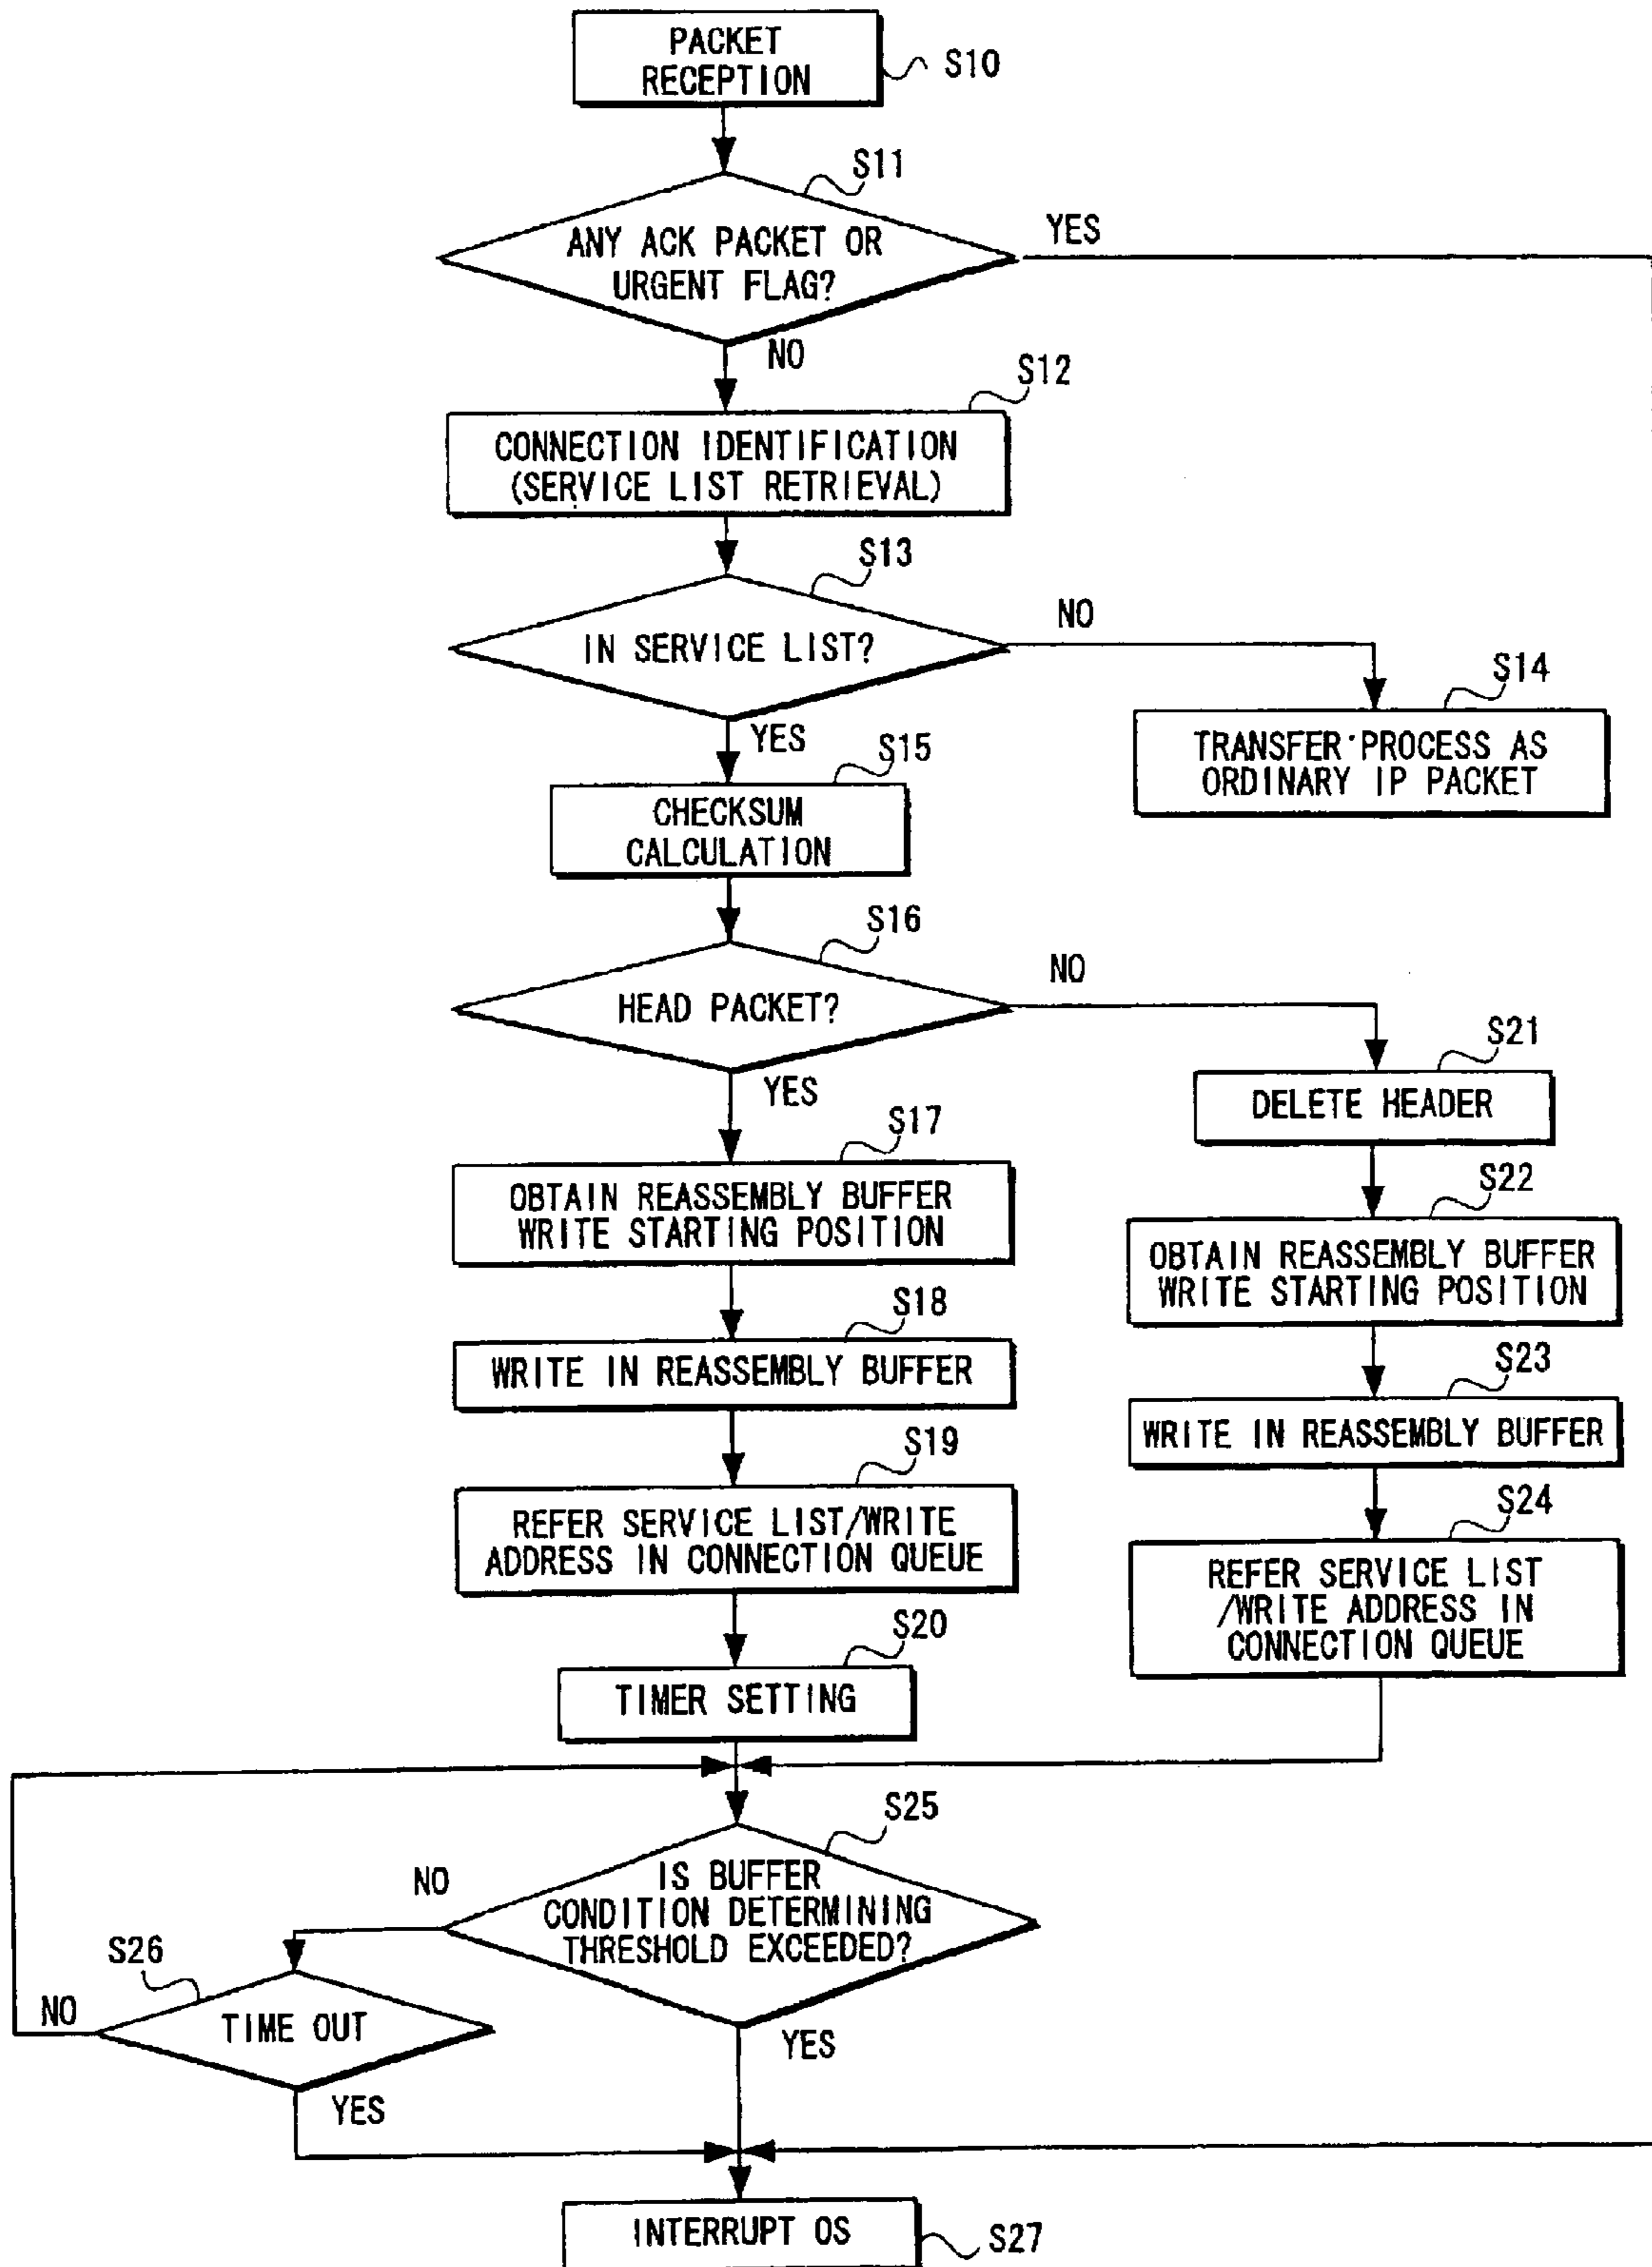 PACKET
RECEPTION
S10
S11
ANY ACK PACKET OR
URGENT FLAG?
YES
NO
S12
CONNECTION IDENTIFICATION
(SERVICE LIST RETRIEVAL)
S13
IN SERVICE LIST?
NO
YES
S14
TRANSFER PROCESS AS
ORDINARY IP PACKET
S15
CHECKSUM
CALCULATION
S16
HEAD PACKET?
NO
YES
S21
DELETE HEADER
S17
OBTAIN REASSEMBLY BUFFER
WRITE STARTING POSITION
S22
OBTAIN REASSEMBLY BUFFER
WRITE STARTING POSITION
S18
WRITE IN REASSEMBLY BUFFER
S23
WRITE IN REASSEMBLY BUFFER
S19
REFER SERVICE LIST/WRITE
ADDRESS IN CONNECTION QUEUE
S24
REFER SERVICE LIST
/WRITE ADDRESS IN
CONNECTION QUEUE
S20
TIMER SETTING
S25
IS BUFFER
CONDITION DETERMINING
THRESHOLD EXCEEDED?
NO
YES
S26
TIME OUT
NO
YES
INTERRUPT OS
S27